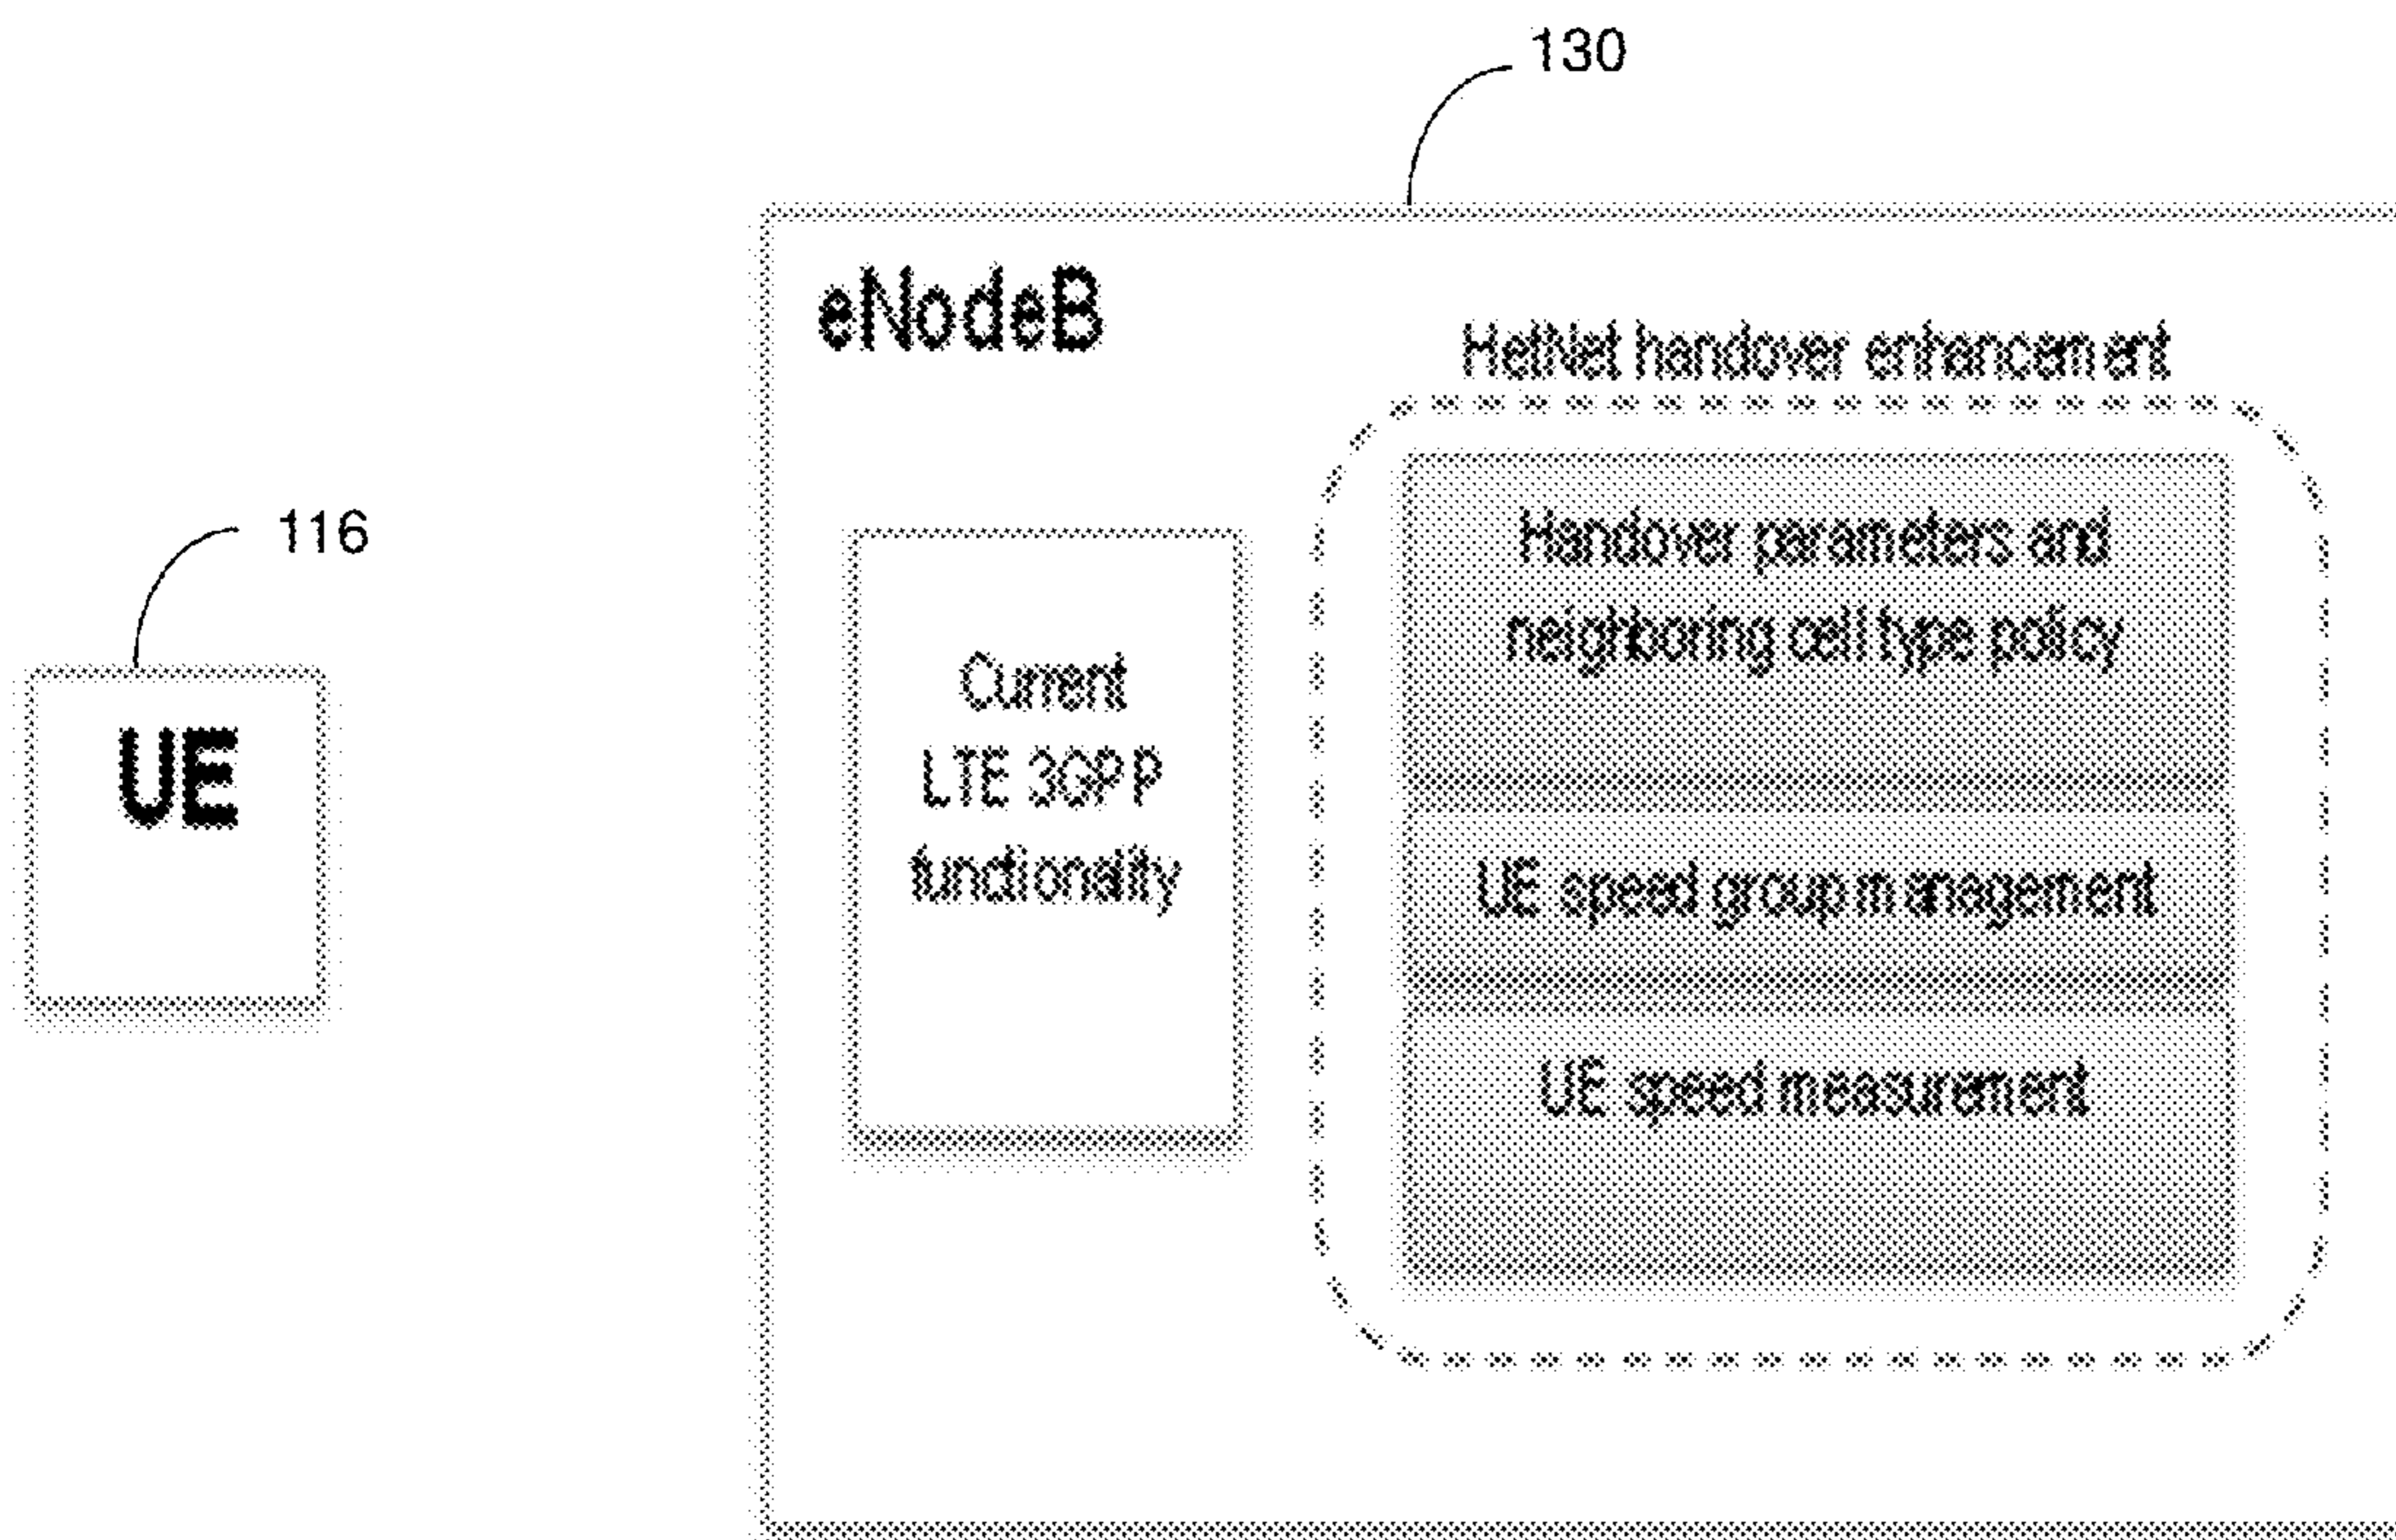 130
eNodeB
HetNet handover enhancement
Handover parameters and
neighboring cell type policy
116
UE
Current
LTE 3GPP
functionality
UE speed group management
UE speed measurement